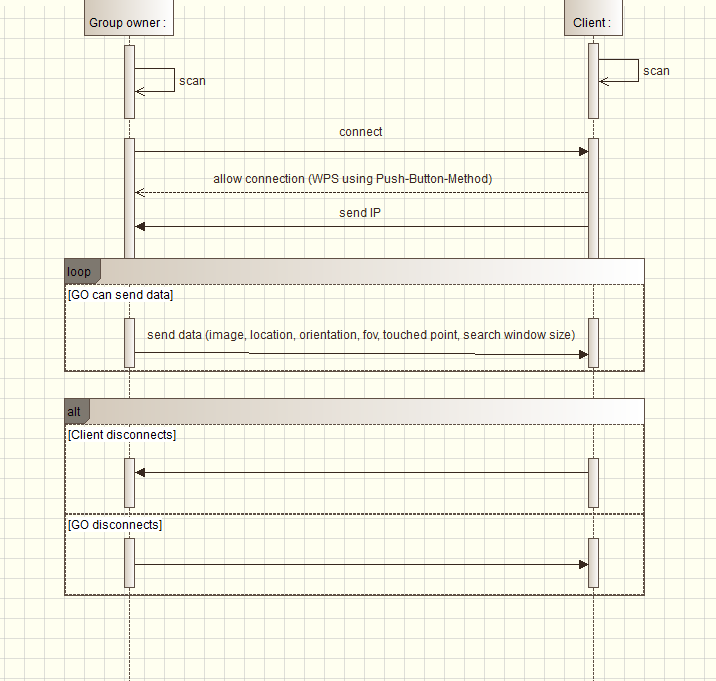 Group owner :
Client :
scan
scan
connect
allow connection (WPS using Push-Button-Method)
send IP
loop
[GO can send data]
send data (image, location, orientation, fov, touched point, search window size)
alt
[Client disconnects]
[GO disconnects]